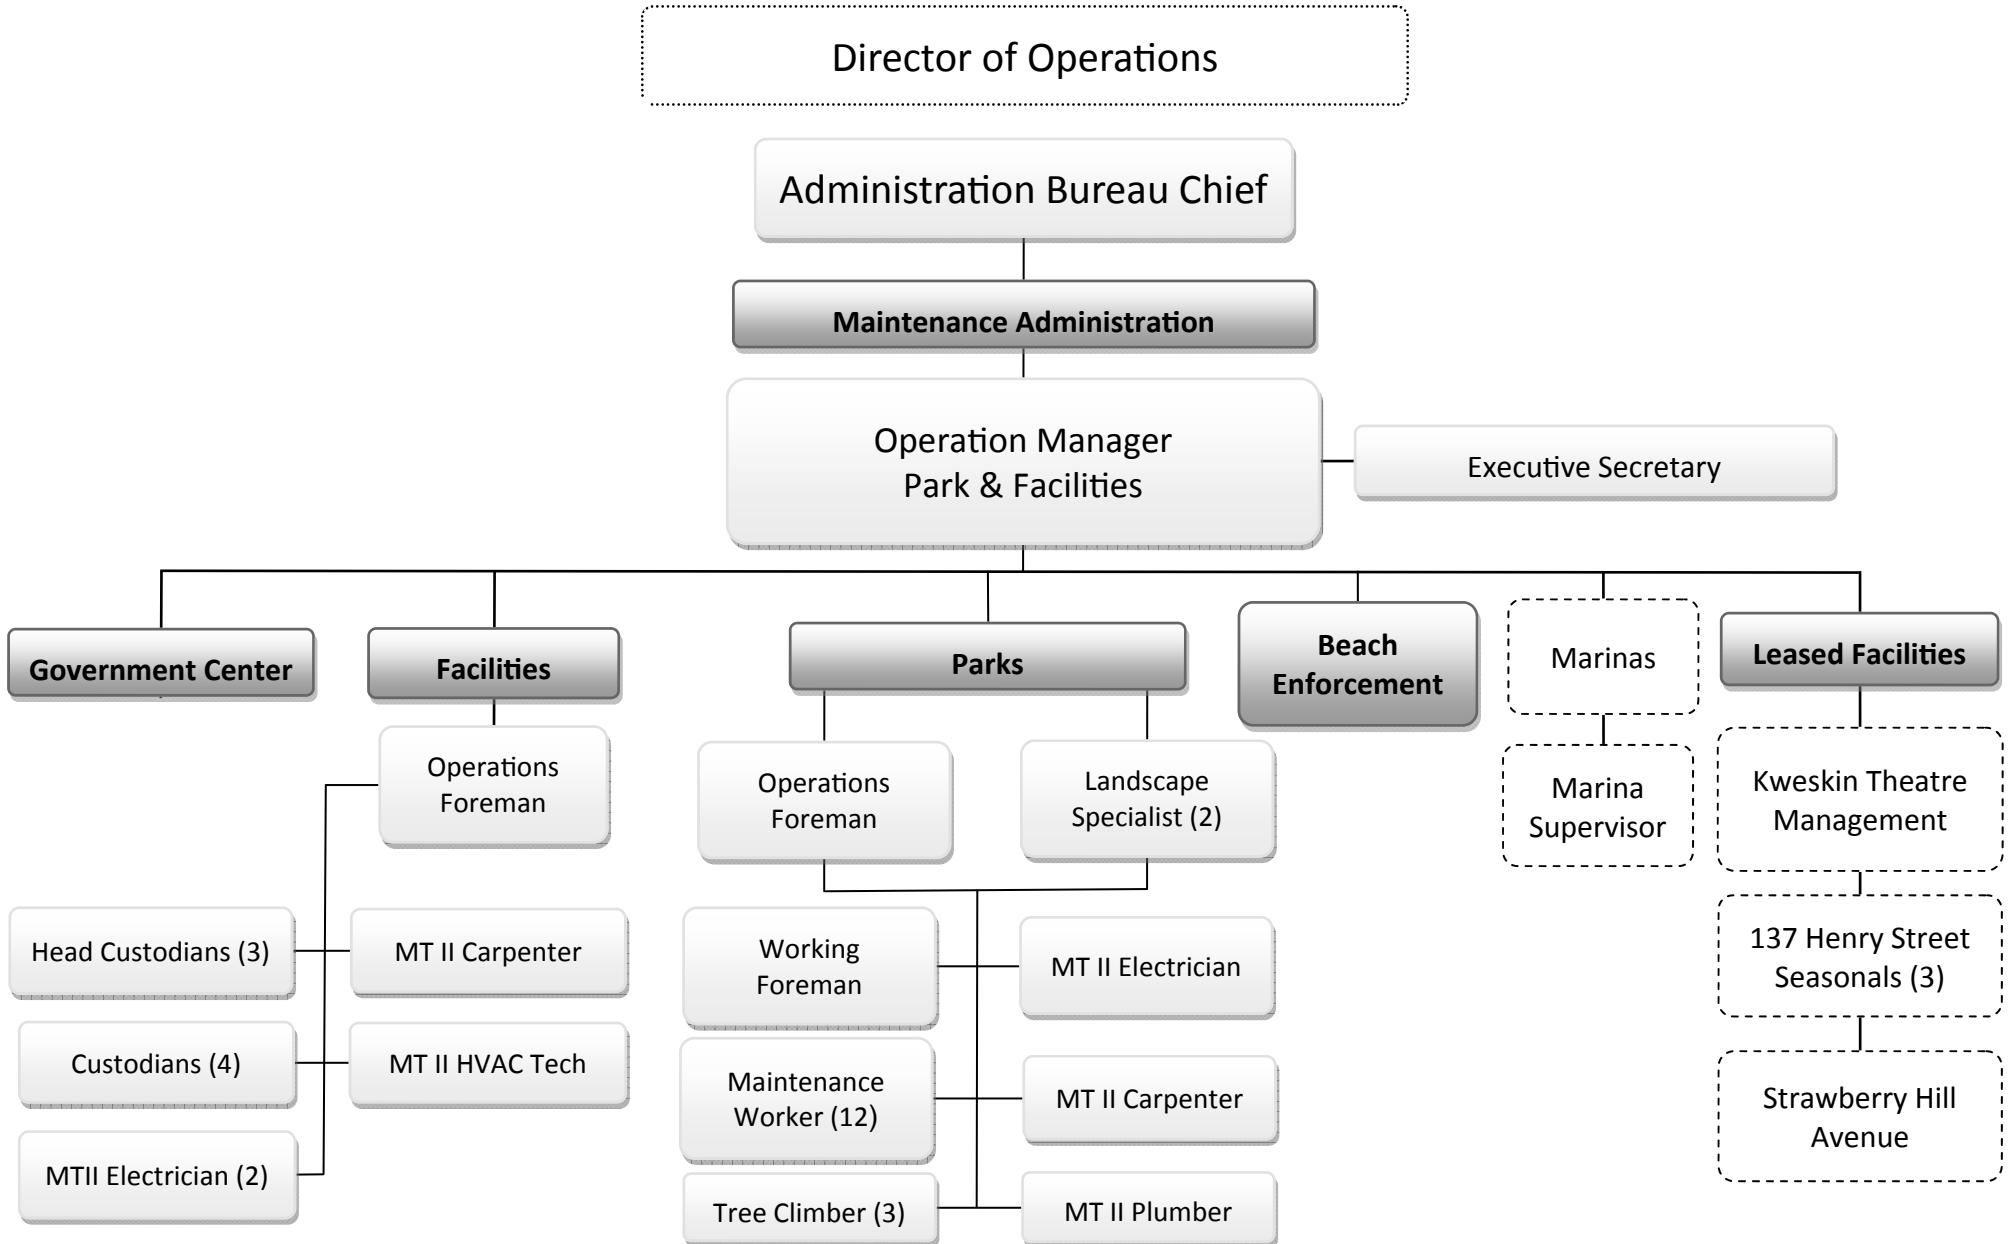 Director of Operations
Administration Bureau Chief
Maintenance Administration
Operation Manager
Park & Facilities
Executive Secretary
Government Center
Facilities
Parks
Beach
Enforcement
Marinas
Leased Facilities
Operations
Foreman
Operations
Foreman
Landscape
Specialist (2)
Marina
Supervisor
Kweskin Theatre
Management
Head Custodians (3)
MT II Carpenter
Working
Foreman
MT II Electrician
137 Henry Street
Seasonals (3)
Custodians (4)
MT II HVAC Tech
Maintenance
Worker (12)
MT II Carpenter
Strawberry Hill
Avenue
MTII Electrician (2)
Tree Climber (3)
MT II Plumber